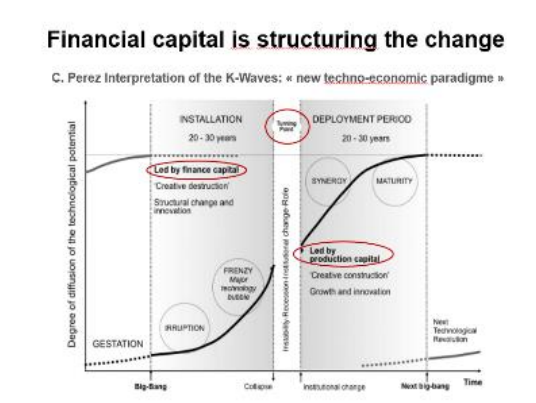 Financial capital is structuring the change
C. Perez Interpretation of the K-Waves: « new techno-economic paradigme »
Degree of diffusion of the technological potential
INSTALLATION
20 - 30 years
Turning
Point
DEPLOYMENT PERIOD
20 - 30 years
Led by finance capital
'Creative destruction'
Structural change and
innovation
SYNERGY
MATURITY
Instability-Recession-Institutional change-Role
Led by
production capital
'Creative construction'
Growth and innovation
FRENZY
Major
technology
bubble
IRRUPTION
GESTATION
Next
Technological
Revolution
Big-Bang
Collapse
Institutional change
Next big-bang
Time